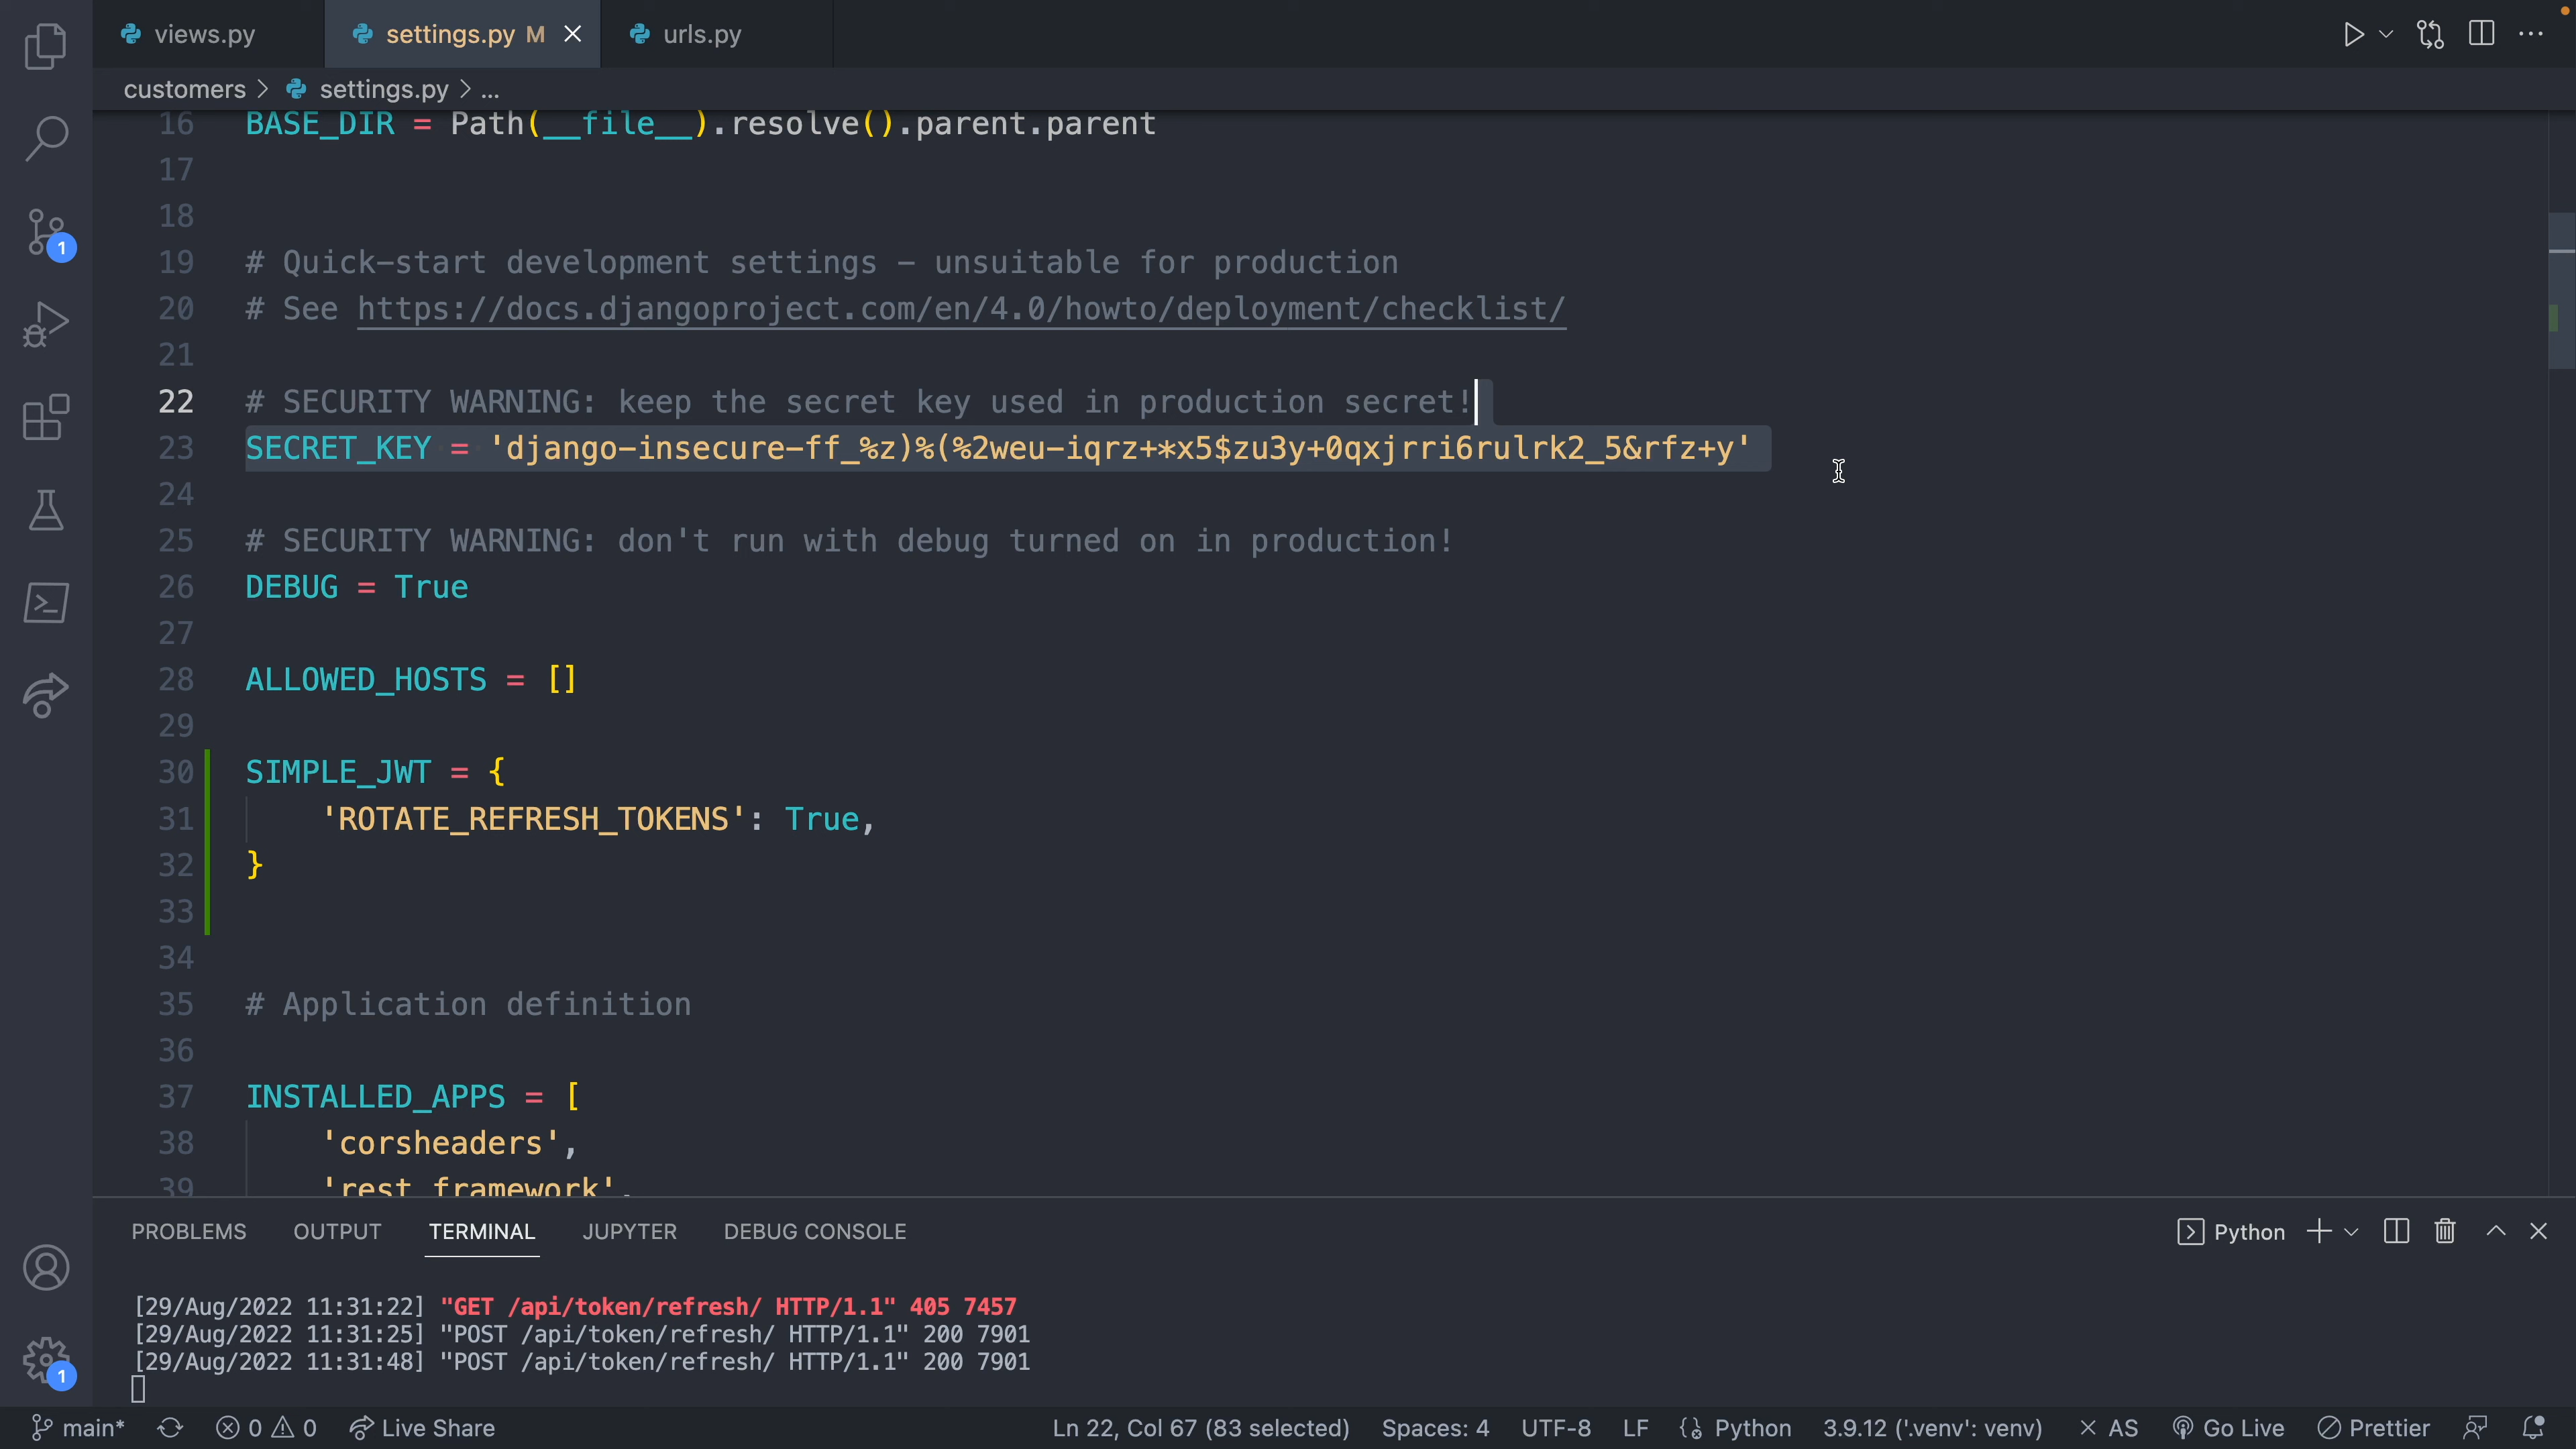 views.py
settings.py M
urls.py
customers > settings.py > ...
16 BASE_DIR = Path(__file__).resolve().parent.parent
17
18
19 # Quick-start development settings - unsuitable for production
20 # See https://docs.djangoproject.com/en/4.0/howto/deployment/checklist/
21
22 # SECURITY WARNING: keep the secret key used in production secret!
23 SECRET_KEY = 'django-insecure-ff_%z)%(%2weu-iqrz+*x5$zu3y+0qxjrri6rulrk2_5&rfz+y'
24
25 # SECURITY WARNING: don't run with debug turned on in production!
26 DEBUG = True
27
28 ALLOWED_HOSTS = []
29
30 SIMPLE_JWT = {
31 'ROTATE_REFRESH_TOKENS': True,
32 }
33
34
35 # Application definition
36
37 INSTALLED_APPS = [
38 'corsheaders',
39 'rest_framework',
1
1
PROBLEMS OUTPUT TERMINAL JUPYTER DEBUG CONSOLE Python
[29/Aug/2022 11:31:22] "GET /api/token/refresh/ HTTP/1.1" 405 7457
[29/Aug/2022 11:31:25] "POST /api/token/refresh/ HTTP/1.1" 200 7901
[29/Aug/2022 11:31:48] "POST /api/token/refresh/ HTTP/1.1" 200 7901
main* 0 0 Live Share Ln 22, Col 67 (83 selected) Spaces: 4 UTF-8 LF Python 3.9.12 ('.venv': venv) AS Go Live Prettier